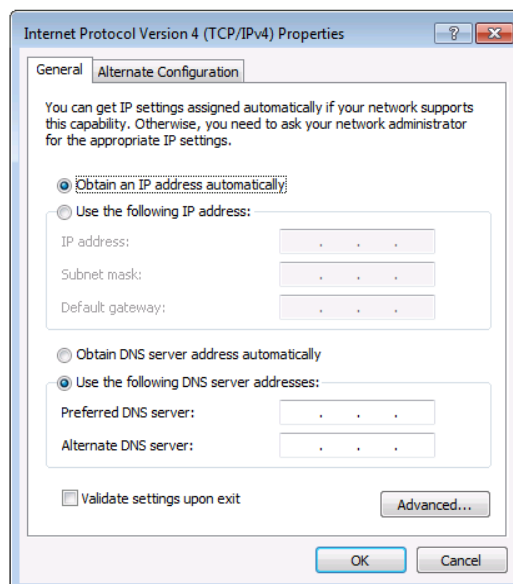 Internet Protocol Version 4 (TCP/IPv4) Properties
?
General
Alternate Configuration
You can get IP settings assigned automatically if your network supports
this capability. Otherwise, you need to ask your network administrator
for the appropriate IP settings.
Obtain an IP address automatically
Use the following IP address:
IP address:
. . .
Subnet mask:
. . .
Default gateway:
. . .
Obtain DNS server address automatically
Use the following DNS server addresses:
Preferred DNS server:
. . .
Alternate DNS server:
. . .
Validate settings upon exit
Advanced...
OK
Cancel